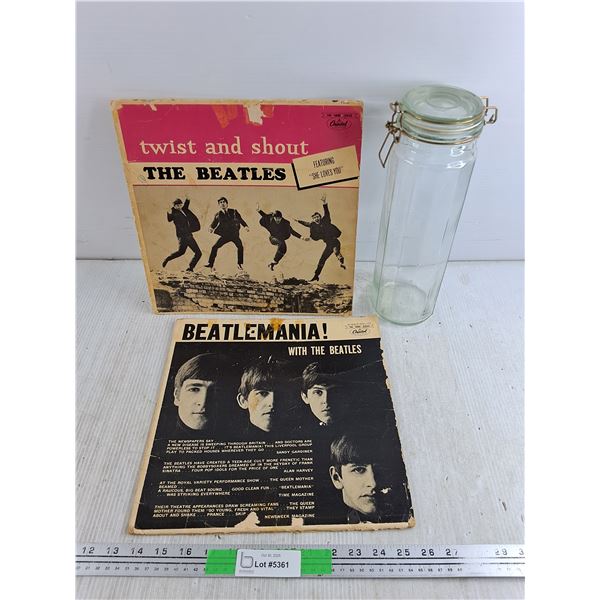 twist and shout
THE BEATLES
FEATURING
"SHE LOVES YOU"
Capitol
BEATLEMANIA!
WITH THE BEATLES
Capitol
THE NEWSPAPERS SAY
A NEW DISEASE IS SWEEPING THROUGH BRITAIN . . . AND DOCTORS ARE
POWERLESS TO STOP IT . . . IT'S BEATLEMANIA! THIS LIVERPOOL GROUP
PLAY TO PACKED HOUSES WHEREVER THEY GO
SANDY GARDINER
THE BEATLES HAVE CREATED A TEEN-AGE CULT MORE FRENETIC THAN
ANYTHING THE BOBBYSOXERS DREAMED OF IN THE HEYDAY OF FRANK
SINATRA . . . FOUR POP IDOLS FOR THE PRICE OF ONE
ALAN HARVEY
AT THE ROYAL VARIETY PERFORMANCE SHOW . . . THE QUEEN MOTHER
BEAMED . . .
A RAUCOUS, BIG BEAT SOUND . . . GOOD CLEAN FUN . . . "BEATLEMANIA"
WAS STRIKING EVERYWHERE
TIME MAGAZINE
THEIR THEATRE APPEARANCES DRAW SCREAMING FANS . . . THE QUEEN
MOTHER FOUND THEM "SO YOUNG, FRESH AND VITAL" . . . THEY STAMP
ABOUT AND SHAKE . . . PRANCE . . . SKIP
NEWSWEEK MAGAZINE
12 13 14 15 16 17 22 23 24 25 26 27 29
Lot #5361